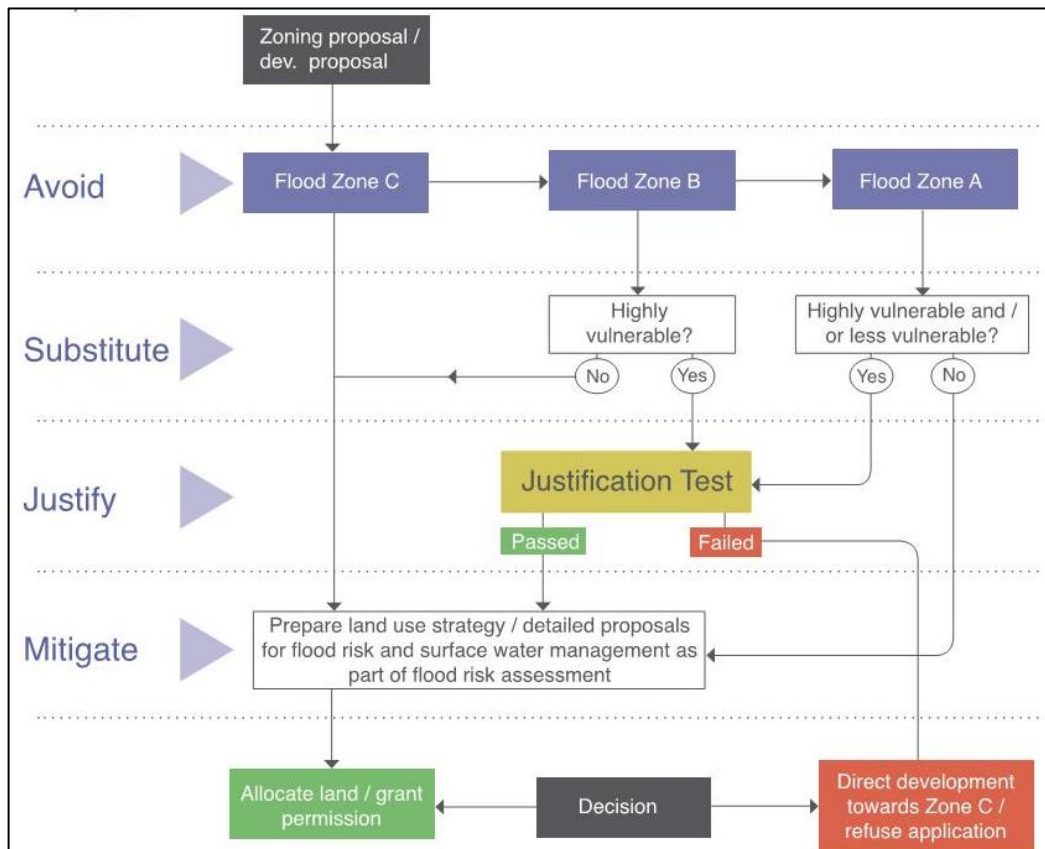 Zoning proposal /
dev. proposal
Avoid
Flood Zone C
Flood Zone B
Flood Zone A
Substitute
Highly
vulnerable?
Highly vulnerable and /
or less vulnerable?
No
Yes
Yes
No
Justify
Justification Test
Passed
Failed
Mitigate
Prepare land use strategy / detailed proposals
for flood risk and surface water management as
part of flood risk assessment
Allocate land / grant
permission
Decision
Direct development
towards Zone C /
refuse application